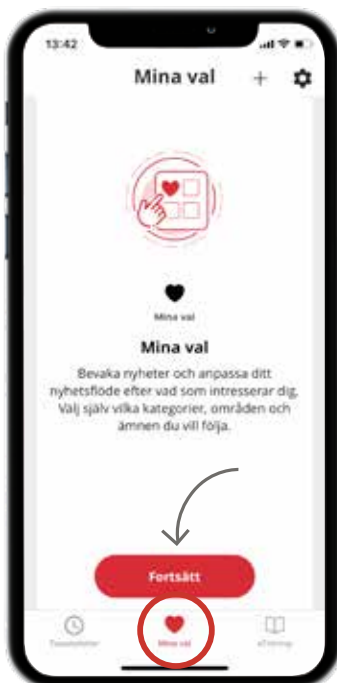 13:42
Mina val
Mina val
Mina val
Bevaka nyheter och anpassa ditt
nyhetsflöde efter vad som intresserar dig.
Välj själv vilka kategorier, områden och
ämnen du vill följa.
Fortsätt
Mina val
eTidning